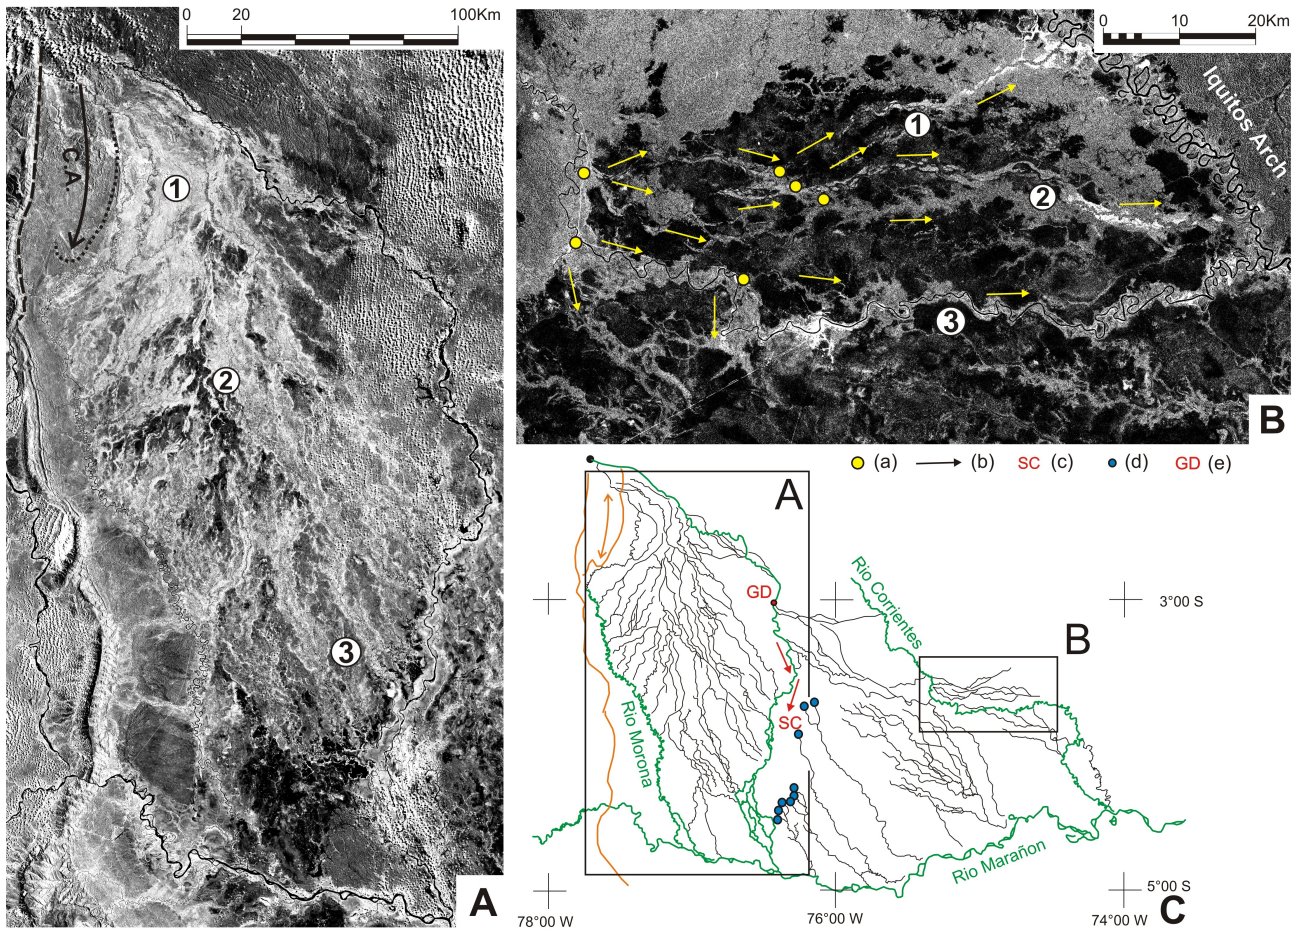 0 20 100Km
C.A.
1
2
3
A
0 10 20Km
Iquitos Arch
1
2
3
B
(a) (b) SC (c) (d) GD (e)
A
GD
Rio Corrientes
3°00 S
B
SC
Rio Morona
Rio Marañon
5°00 S
78°00 W 76°00 W 74°00 W
C